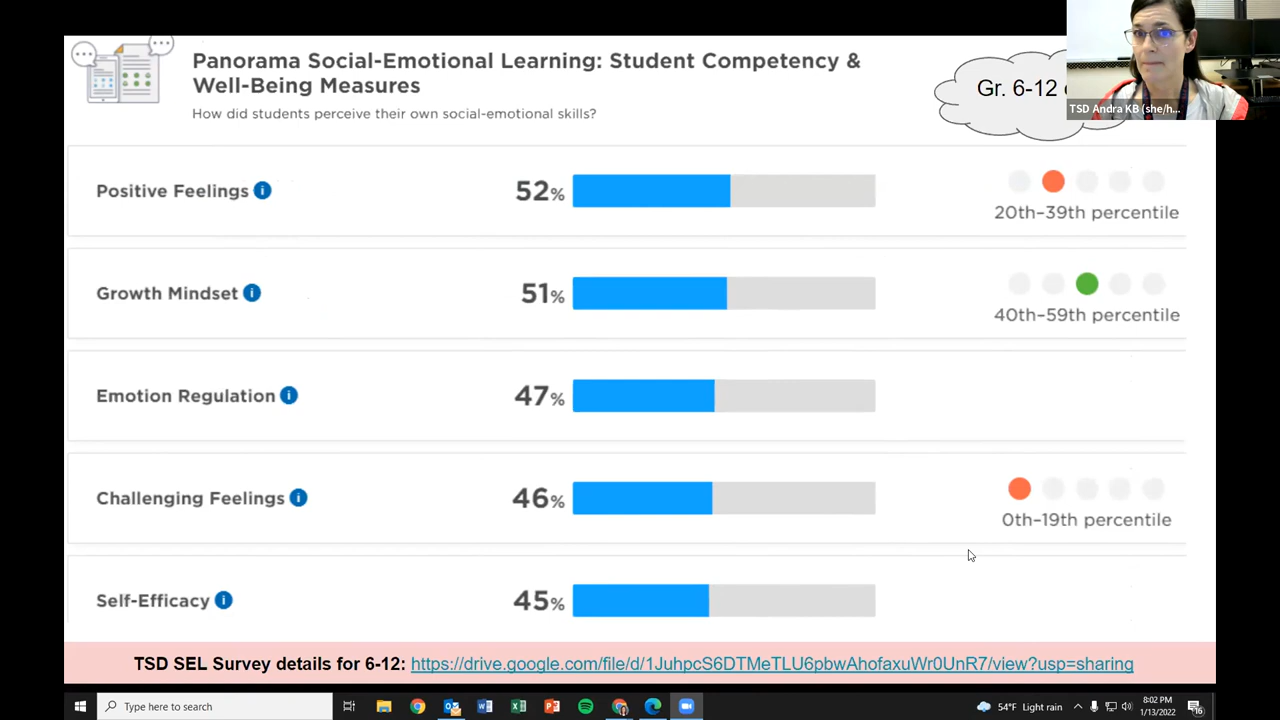 Panorama Social-Emotional Learning: Student Competency &
Well-Being Measures
How did students perceive their own social-emotional skills?
Gr. 6-12
TSD Andra KB (she/h...
Positive Feelings i 52% 20th–39th percentile
Growth Mindset i 51% 40th–59th percentile
Emotion Regulation i 47%
Challenging Feelings i 46% 0th–19th percentile
Self-Efficacy i 45%
TSD SEL Survey details for 6-12: https://drive.google.com/file/d/1JuhpcS6DTMeTLU6pbwAhofaxuWr0UnR7/view?usp=sharing
Type here to search
54°F Light rain
8:02 PM
1/13/2022